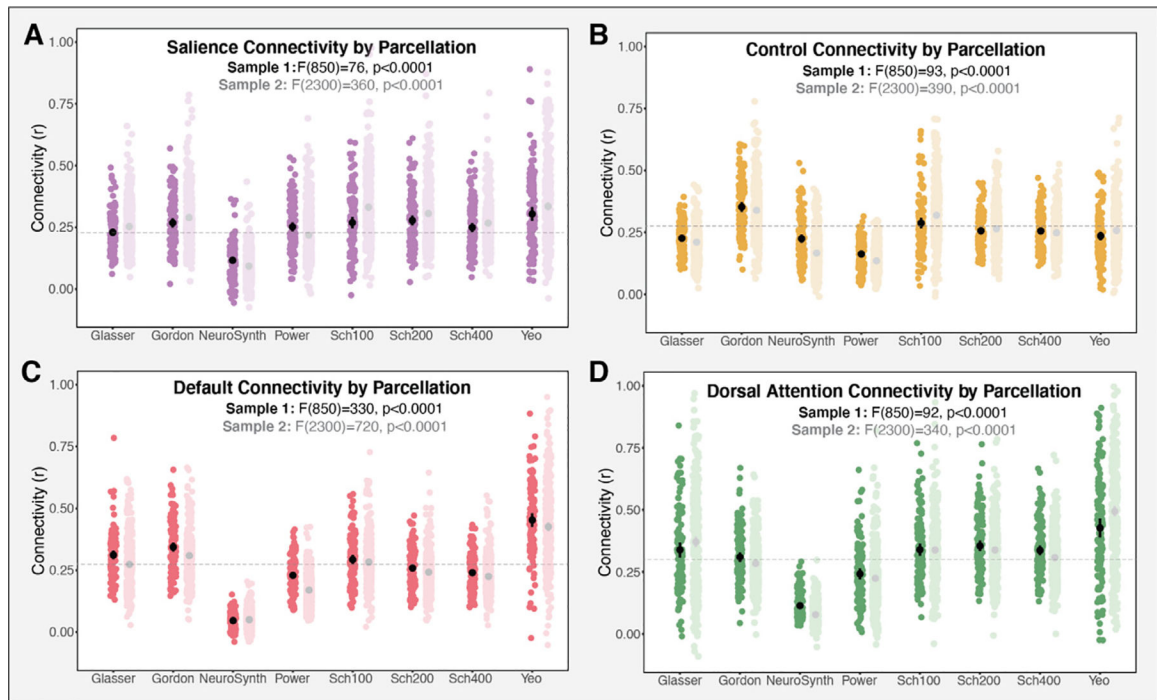 A
Salience Connectivity by Parcellation
Sample 1:F(850)=76, p<0.0001
Sample 2: F(2300)=360, p<0.0001
Connectivity (r)
1.00
0.75
0.50
0.25
0.00
Glasser Gordon NeuroSynth Power Sch100 Sch200 Sch400 Yeo
B
Control Connectivity by Parcellation
Sample 1: F(850)=93, p<0.0001
Sample 2: F(2300)=390, p<0.0001
Connectivity (r)
1.00
0.75
0.50
0.25
0.00
Glasser Gordon NeuroSynth Power Sch100 Sch200 Sch400 Yeo
C
Default Connectivity by Parcellation
Sample 1: F(850)=330, p<0.0001
Sample 2: F(2300)=720, p<0.0001
Connectivity (r)
1.00
0.75
0.50
0.25
0.00
Glasser Gordon NeuroSynth Power Sch100 Sch200 Sch400 Yeo
D
Dorsal Attention Connectivity by Parcellation
Sample 1: F(850)=92, p<0.0001
Sample 2: F(2300)=340, p<0.0001
Connectivity (r)
1.00
0.75
0.50
0.25
0.00
Glasser Gordon NeuroSynth Power Sch100 Sch200 Sch400 Yeo